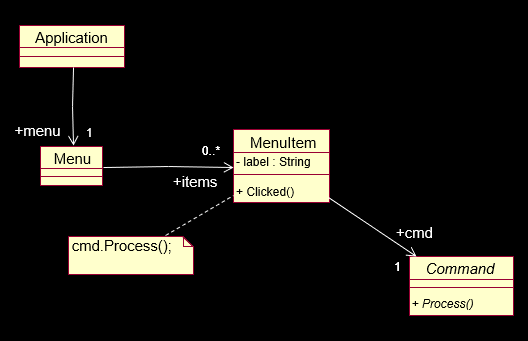 Application
+menu
1
Menu
0..*
+items
MenuItem
- label : String
+ Clicked()
cmd.Process();
+cmd
1
Command
+ Process()